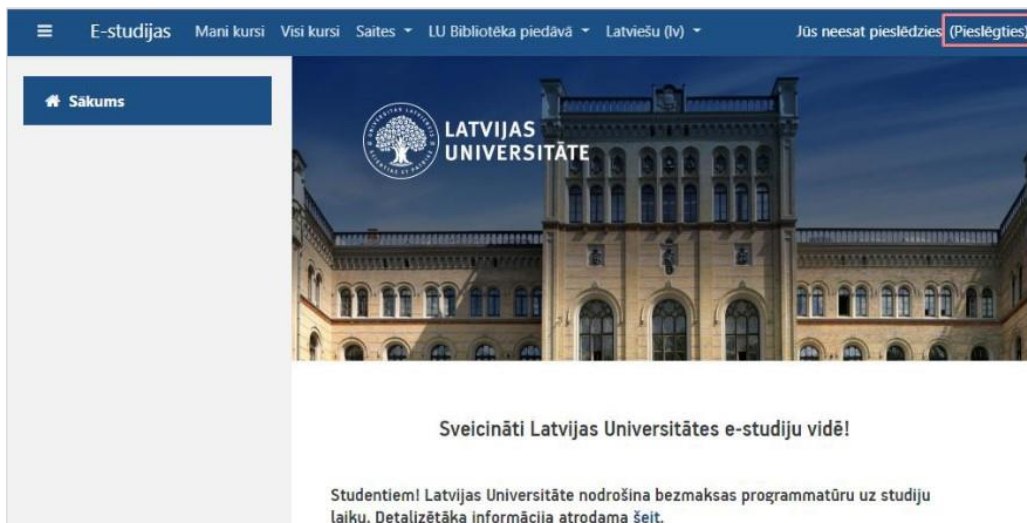 E-studijas Mani kursi Visi kursi Saites LU Bibliotēka piedāvā Latviešu (lv) Jūs neesat pieslēdzies (Pieslēgties)
Sākums
LATVIJAS
UNIVERSITĀTE
Sveicināti Latvijas Universitātes e-studiju vidē!
Studentiem! Latvijas Universitāte nodrošina bezmaksas programmatūru uz studiju
laiku. Detalizētāka informācija atrodama šeit.